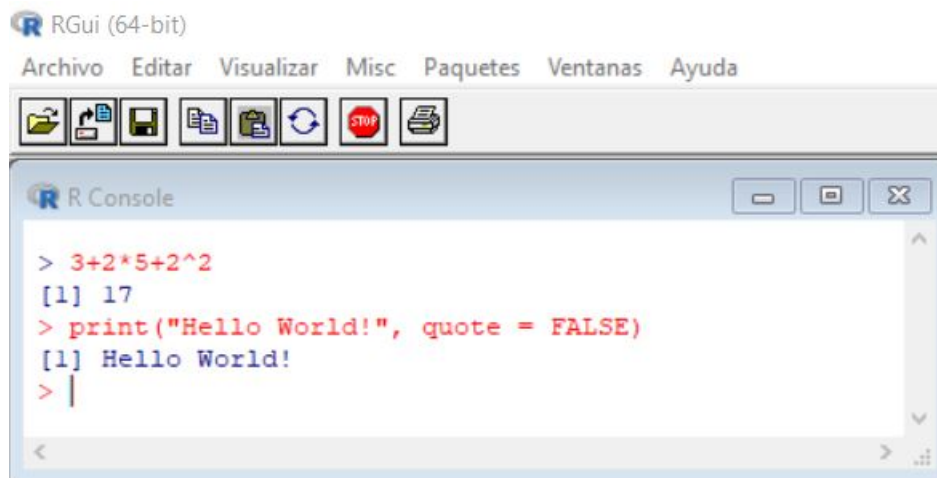 RGui (64-bit)
Archivo Editar Visualizar Misc Paquetes Ventanas Ayuda
STOP
R Console
> 3+2*5+2^2
[1] 17
> print("Hello World!", quote = FALSE)
[1] Hello World!
>